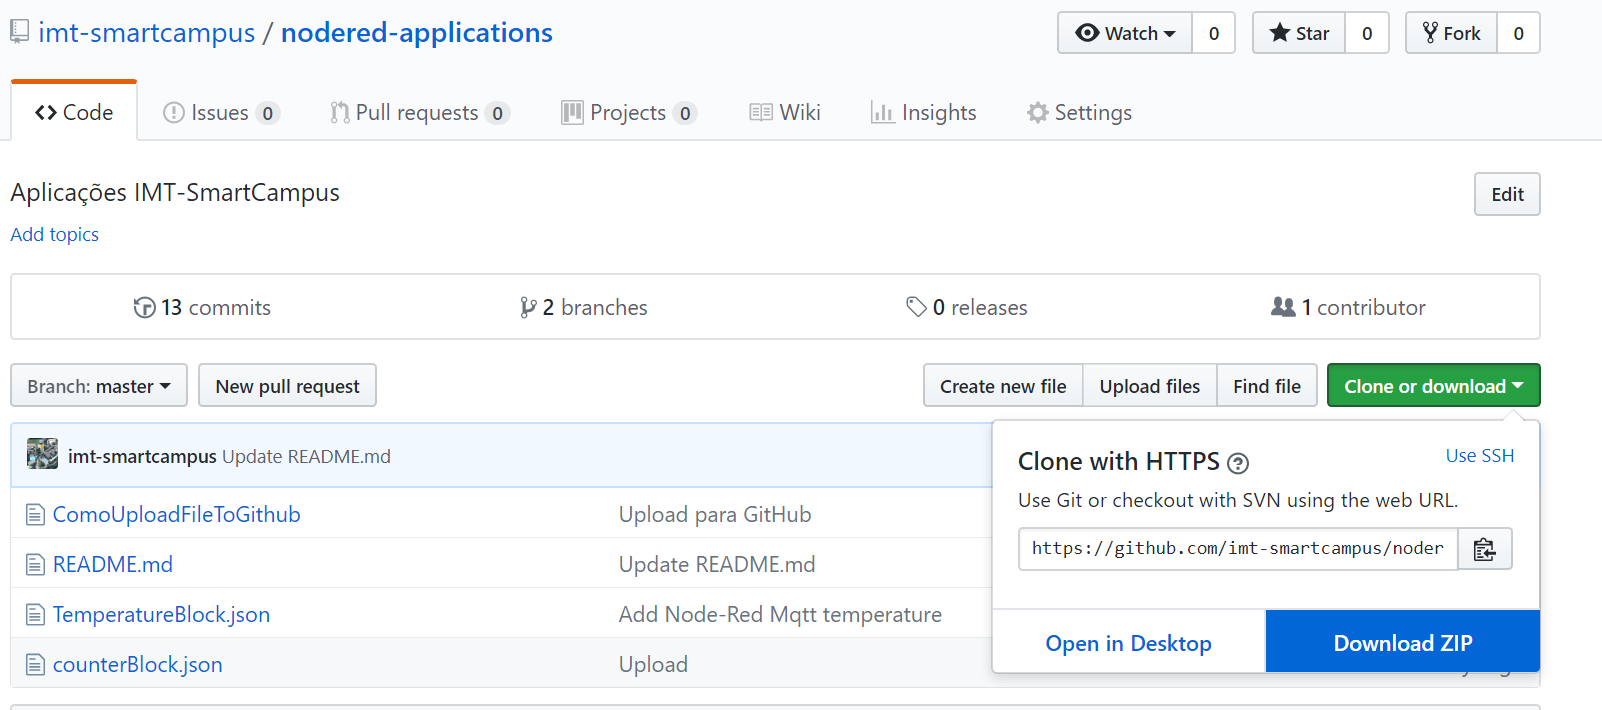 imt-smartcampus / nodered-applications
Watch 0 Star 0 Fork 0
Code Issues 0 Pull requests 0 Projects 0 Wiki Insights Settings
Aplicações IMT-SmartCampus
Edit
Add topics
13 commits 2 branches 0 releases 1 contributor
Branch: master New pull request Create new file Upload files Find file Clone or download
imt-smartcampus Update README.md
ComoUploadFileToGithub Upload para GitHub
README.md Update README.md
TemperatureBlock.json Add Node-Red Mqtt temperature
counterBlock.json Upload
Clone with HTTPS ?
Use SSH
Use Git or checkout with SVN using the web URL.
https://github.com/imt-smartcampus/noder
Open in Desktop Download ZIP